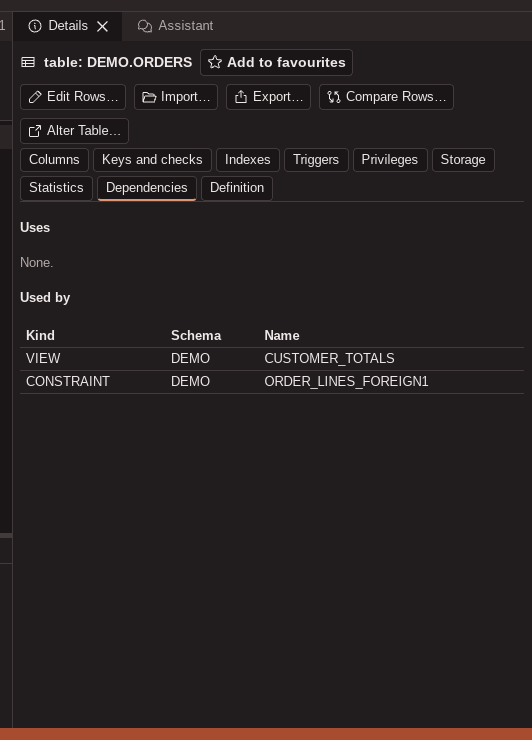 1 Details Assistant
table: DEMO.ORDERS Add to favourites
Edit Rows... Import... Export... Compare Rows...
Alter Table...
Columns Keys and checks Indexes Triggers Privileges Storage
Statistics Dependencies Definition
Uses
None.
Used by
Kind Schema Name
VIEW DEMO CUSTOMER_TOTALS
CONSTRAINT DEMO ORDER_LINES_FOREIGN1